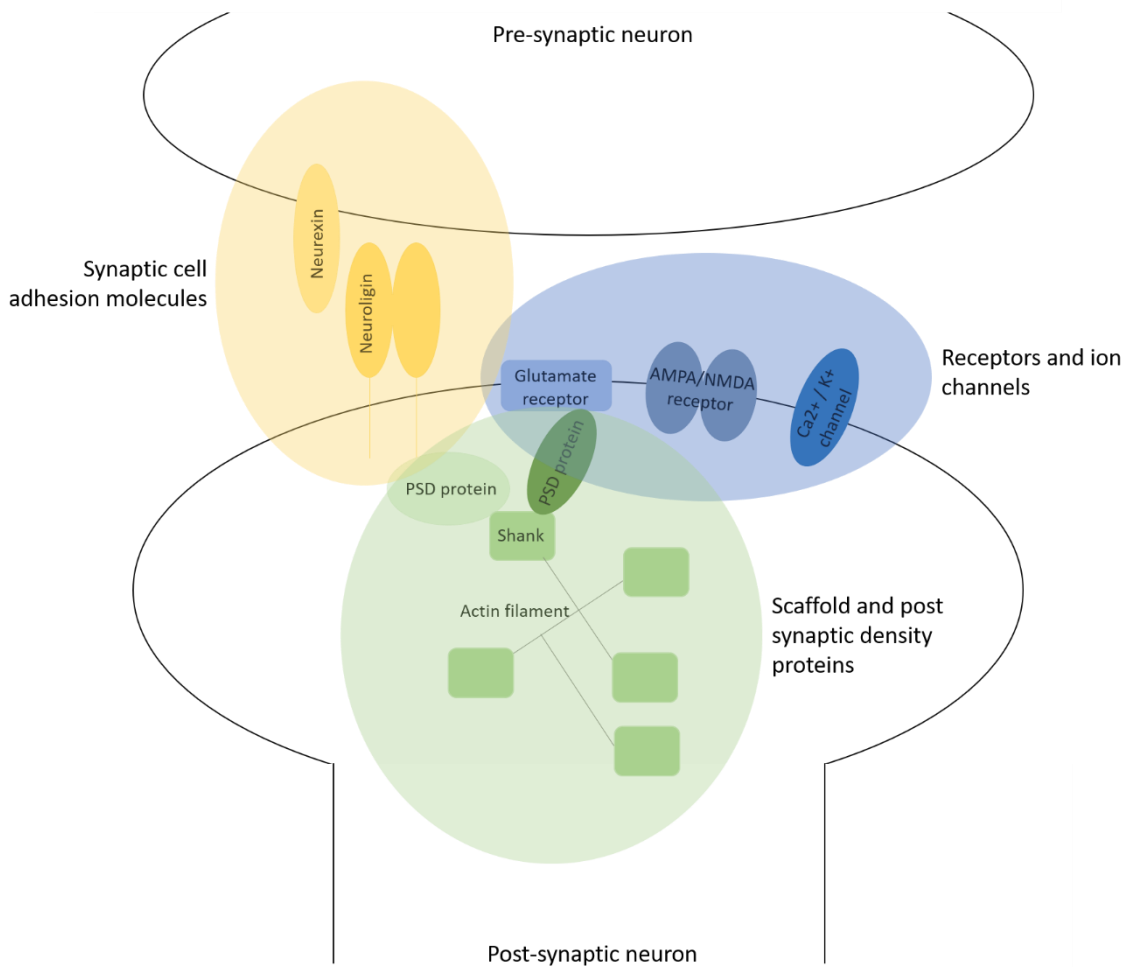 Pre-synaptic neuron
Neurexin
Synaptic cell
adhesion molecules
Neuroligin
Receptors and ion
channels
Glutamate
receptor
AMPA/NMDA
receptor
Ca2+ / K+
channel
PSD protein
PSD protein
Shank
Actin filament
Scaffold and post
synaptic density
proteins
Post-synaptic neuron